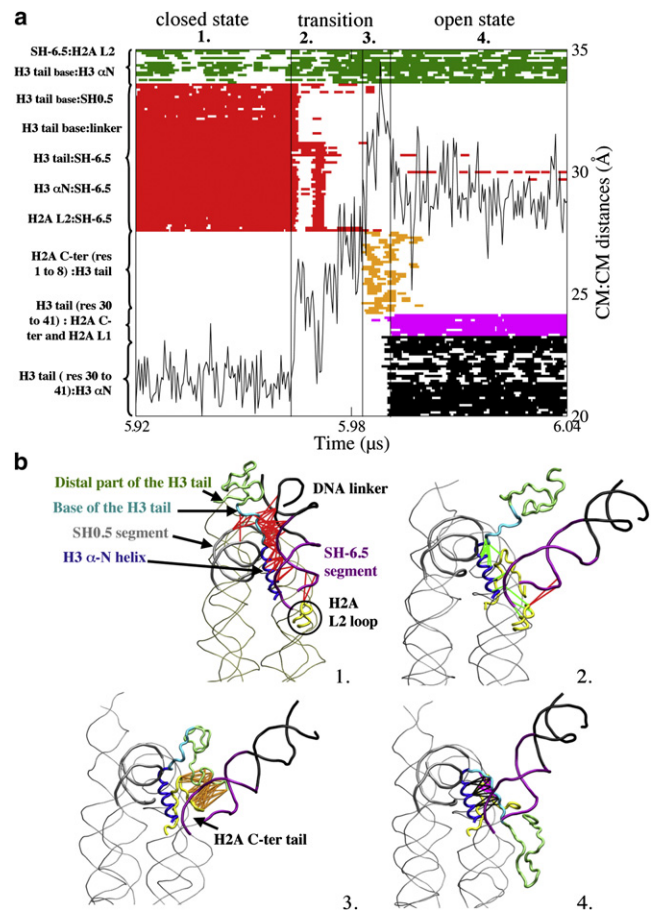 a
closed state transition open state
1. 2. 3. 4.
SH-6.5:H2A L2
H3 tail base:H3 αN
H3 tail base:SH0.5
H3 tail base:linker
H3 tail:SH-6.5
H3 αN:SH-6.5
H2A L2:SH-6.5
H2A C-ter (res
1 to 8) :H3 tail
H3 tail (res 30
to 41) : H2A C-
ter and H2A L1
H3 tail ( res 30 to
41):H3 αN
35
30
25
20
CM:CM distances (Å)
5.92 5.98 6.04
Time (μs)
b
Distal part of the H3 tail
Base of the H3 tail
SH0.5 segment
H3 α-N helix
DNA linker
SH-6.5
segment
H2A
L2 loop
1.
2.
H2A C-ter tail
3.
4.